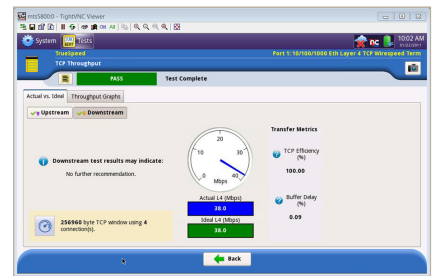 mts5800:0 - TightVNC Viewer
System
Tests
10:02 AM
TrueSpeed
Port 1: 10/100/1000 Eth Layer 4 TCP Wirespeed Term
TCP Throughput
PASS
Test Complete
Actual vs. Ideal
Throughput Graphs
Upstream
Downstream
Transfer Metrics
20
10
30
0
40
Mbps
TCP Efficiency
(%)
100.00
Downstream test results may indicate:
No further recommendation.
Actual L4 (Mbps)
38.0
Ideal L4 (Mbps)
38.0
Buffer Delay
(%)
0.09
256960 byte TCP window using 4
connection(s).
Back